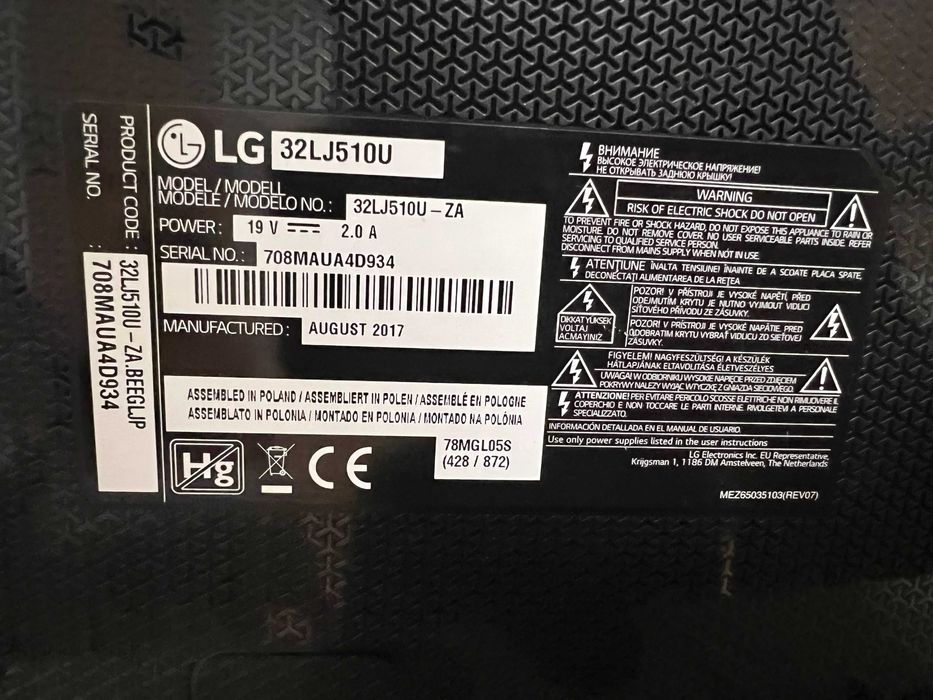 LG 32LJ510U
MODEL / MODELL
MODÈLE / MODELO NO. : 32LJ510U - ZA
POWER : 19 V ⎓ 2.0 A
SERIAL NO. : 708MAUA4D934
MANUFACTURED : AUGUST 2017
ASSEMBLED IN POLAND / ASSEMBLIERT IN POLEN / ASSEMBLÉ EN POLOGNE
ASSEMBLATO IN POLONIA / MONTADO EN POLONIA / MONTADO NA POLÔNIA
78MGL05S
(428 / 872)
Hg
CE
PRODUCT CODE : 32LJ510U - ZA.BEEGLJP
SERIAL NO. : 708MAUA4D934
ВНИМАНИЕ
ВЫСОКОЕ ЭЛЕКТРИЧЕСКОЕ НАПРЯЖЕНИЕ!
НЕ ОТКРЫВАТЬ ЗАДНЮЮ КРЫШКУ!
WARNING
RISK OF ELECTRIC SHOCK DO NOT OPEN
TO PREVENT FIRE OR SHOCK HAZARD, DO NOT EXPOSE THIS APPLIANCE TO RAIN OR
MOISTURE. DO NOT REMOVE COVER. NO USER SERVICEABLE PARTS INSIDE. REFER
SERVICING TO QUALIFIED SERVICE PERSON.
DISCONNECT FROM MAINS SUPPLY WHEN NOT IN USE.
ATENȚIUNE ÎNALTA TENSIUNE! ÎNAINTE DE A SCOATE PLACA SPATE,
DECONECTAȚI ALIMENTAREA DE LA REȚEA
DIKKAT YUKSEK
VOLTAJ
ACMAYINIZ
POZOR! V PŘÍSTROJI JE VYSOKÉ NAPĚTÍ, PŘED
ODEJMUTÍM KRYTU JE NUTNO VYJMOUT VIDLICI
SÍŤOVÉHO PŘÍVODU ZE ZÁSUVKY.
POZOR! V PRÍSTROJI JE VYSOKÉ NAPÄTIE. PRED
ODOBRATIM KRYTU VYBRAŤ VIDLICU ZO SIEŤOVEJ
ZÁSUVKY.
FIGYELEM! NAGYFESZÜLTSÉG! A KÉSZÜLÉK
HÁTLAPJÁNAK ELTAVOLÍTÁSA ÉLETVESZÉLYES
UWAGA! W ODBIORNIKU WYSOKIE NAPIĘCIE PRZED ZDJĘCIEM
POKRYWY NALEŻY WYJĄĆ WTYCZKĘ Z GNIAZDA SIECIOWEGO.
ATTENZIONE! PER EVITARE PERICOLO SCOSSE ELETTRICHE NON RIMUOVERE IL
COPERCHIO E NON TOCCARE LE PARTI INTERNE. RIVOLGETEVI A PERSONALE
SPECIALIZZATO.
INFORMACIÓN DETALLADA EN EL MANUAL DE USUARIO.
Use only power supplies listed in the user instructions
LG Electronics Inc. EU Representative,
Krijgsman 1, 1186 DM Amstelveen, The Netherlands
MEZ65035103(REV07)